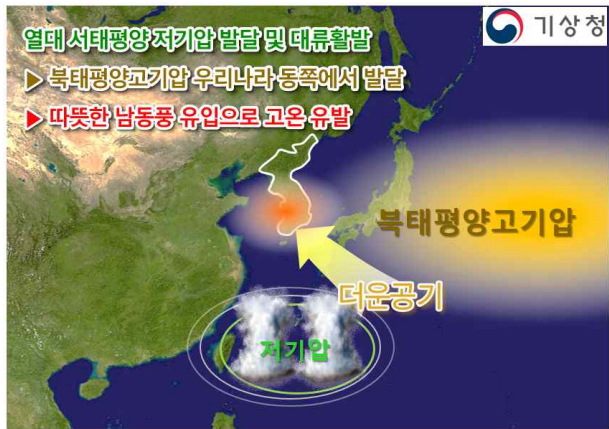 기상청
열대 서태평양 저기압 발달 및 대류활발
▶ 북태평양고기압 우리나라 동쪽에서 발달
▶ 따뜻한 남동풍 유입으로 고온 유발
북태평양고기압
더운공기
저기압